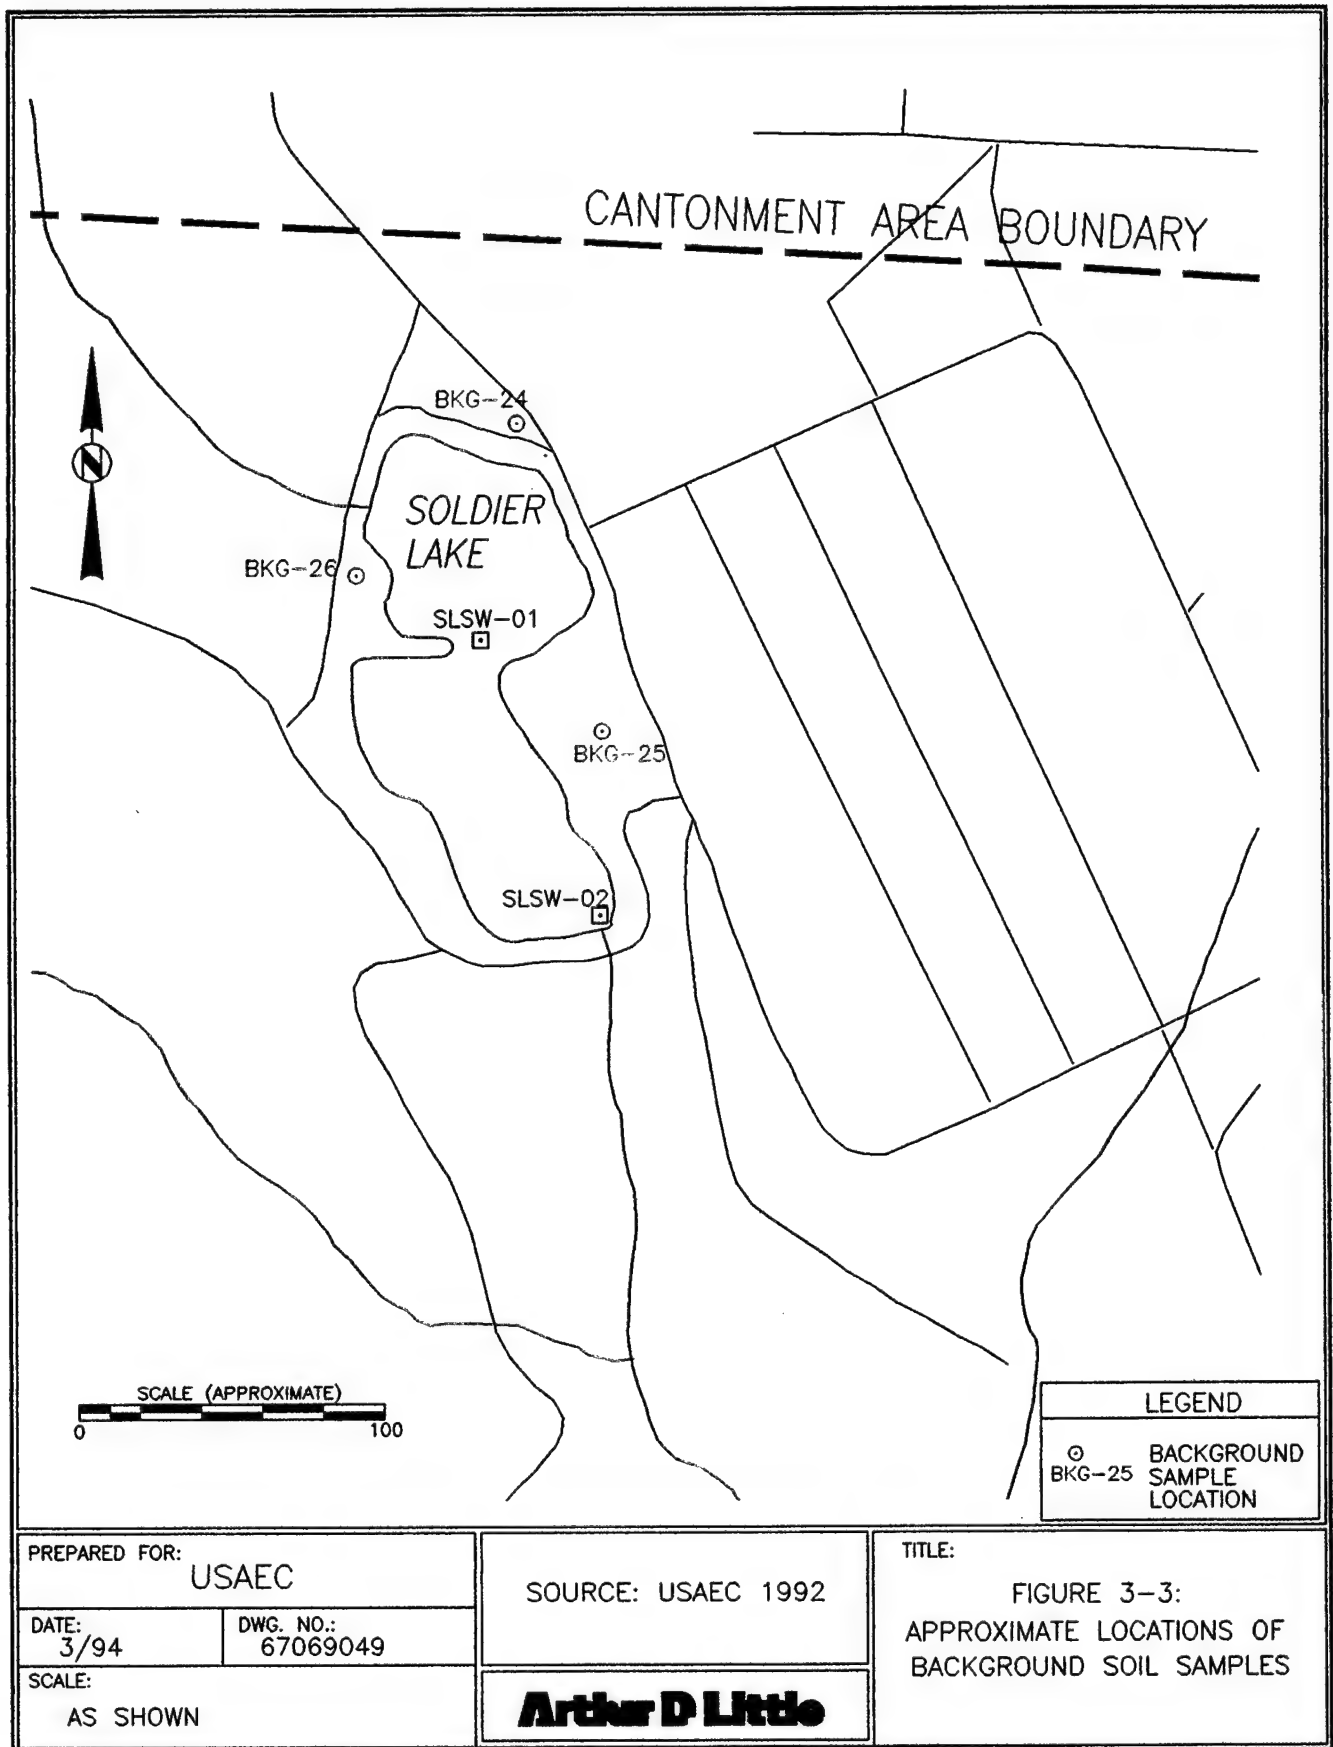 CANTONMENT AREA BOUNDARY
BKG-24
N
SOLDIER
LAKE
BKG-26
SLSW-01
BKG-25
SLSW-02
SCALE (APPROXIMATE)
0 100
LEGEND
BKG-25 BACKGROUND
SAMPLE
LOCATION
PREPARED FOR:
USAEC
DATE:
3/94
DWG. NO.:
67069049
SCALE:
AS SHOWN
SOURCE: USAEC 1992
Arthur D Little
TITLE:
FIGURE 3-3:
APPROXIMATE LOCATIONS OF
BACKGROUND SOIL SAMPLES